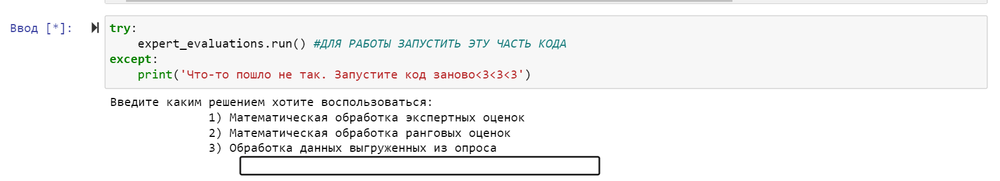 Ввод [*]:
try:
    expert_evaluations.run() #ДЛЯ РАБОТЫ ЗАПУСТИТЬ ЭТУ ЧАСТЬ КОДА
except:
    print('Что-то пошло не так. Запустите код заново<3<3<3')
Введите каким решением хотите воспользоваться:
1) Математическая обработка экспертных оценок
2) Математическая обработка ранговых оценок
3) Обработка данных выгруженных из опроса